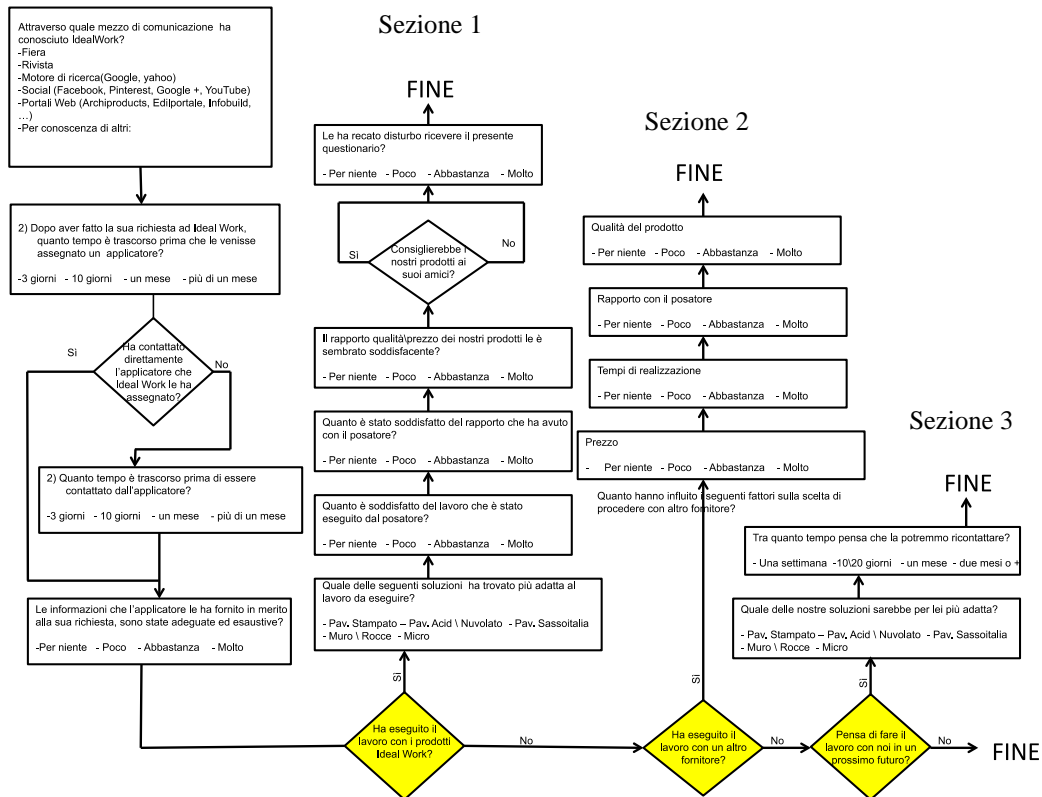 Attraverso quale mezzo di comunicazione ha
conosciuto IdealWork?
-Fiera
-Rivista
-Motore di ricerca(Google, yahoo)
-Social (Facebook, Pinterest, Google +, YouTube)
-Portali Web (Archiproducts, Edilportale, Infobuild,
…)
-Per conoscenza di altri:
2) Dopo aver fatto la sua richiesta ad Ideal Work,
quanto tempo è trascorso prima che le venisse
assegnato un applicatore?
-3 giorni - 10 giorni - un mese - più di un mese
Ha contattato
direttamente
l'applicatore che
Ideal Work le ha
assegnato?
Sì
No
2) Quanto tempo è trascorso prima di essere
contattato dall'applicatore?
-3 giorni - 10 giorni - un mese - più di un mese
Le informazioni che l'applicatore le ha fornito in merito
alla sua richiesta, sono state adeguate ed esaustive?
-Per niente - Poco - Abbastanza - Molto
Sezione 1
FINE
Le ha recato disturbo ricevere il presente
questionario?
- Per niente - Poco - Abbastanza - Molto
Consiglierebbe i
nostri prodotti ai
suoi amici?
Sì
No
Il rapporto qualità\prezzo dei nostri prodotti le è
sembrato soddisfacente?
- Per niente - Poco - Abbastanza - Molto
Quanto è stato soddisfatto del rapporto che ha avuto
con il posatore?
- Per niente - Poco - Abbastanza - Molto
Quanto è soddisfatto del lavoro che è stato
eseguito dal posatore?
- Per niente - Poco - Abbastanza - Molto
Quale delle seguenti soluzioni ha trovato più adatta al
lavoro da eseguire?
- Pav. Stampato – Pav. Acid \ Nuvolato - Pav. Sassoitalia
- Muro \ Rocce - Micro
Sì
Ha eseguito il
lavoro con i prodotti
Ideal Work?
No
Sezione 2
FINE
Qualità del prodotto
- Per niente - Poco - Abbastanza - Molto
Rapporto con il posatore
- Per niente - Poco - Abbastanza - Molto
Tempi di realizzazione
- Per niente - Poco - Abbastanza - Molto
Prezzo
- Per niente - Poco - Abbastanza - Molto
Quanto hanno influito i seguenti fattori sulla scelta di
procedere con altro fornitore?
Sì
Ha eseguito il
lavoro con un altro
fornitore?
No
Sezione 3
FINE
Tra quanto tempo pensa che la potremmo ricontattare?
- Una settimana -10\20 giorni - un mese - due mesi o +
Quale delle nostre soluzioni sarebbe per lei più adatta?
- Pav. Stampato – Pav. Acid \ Nuvolato - Pav. Sassoitalia
- Muro \ Rocce - Micro
Sì
Pensa di fare il
lavoro con noi in un
prossimo futuro?
No
FINE